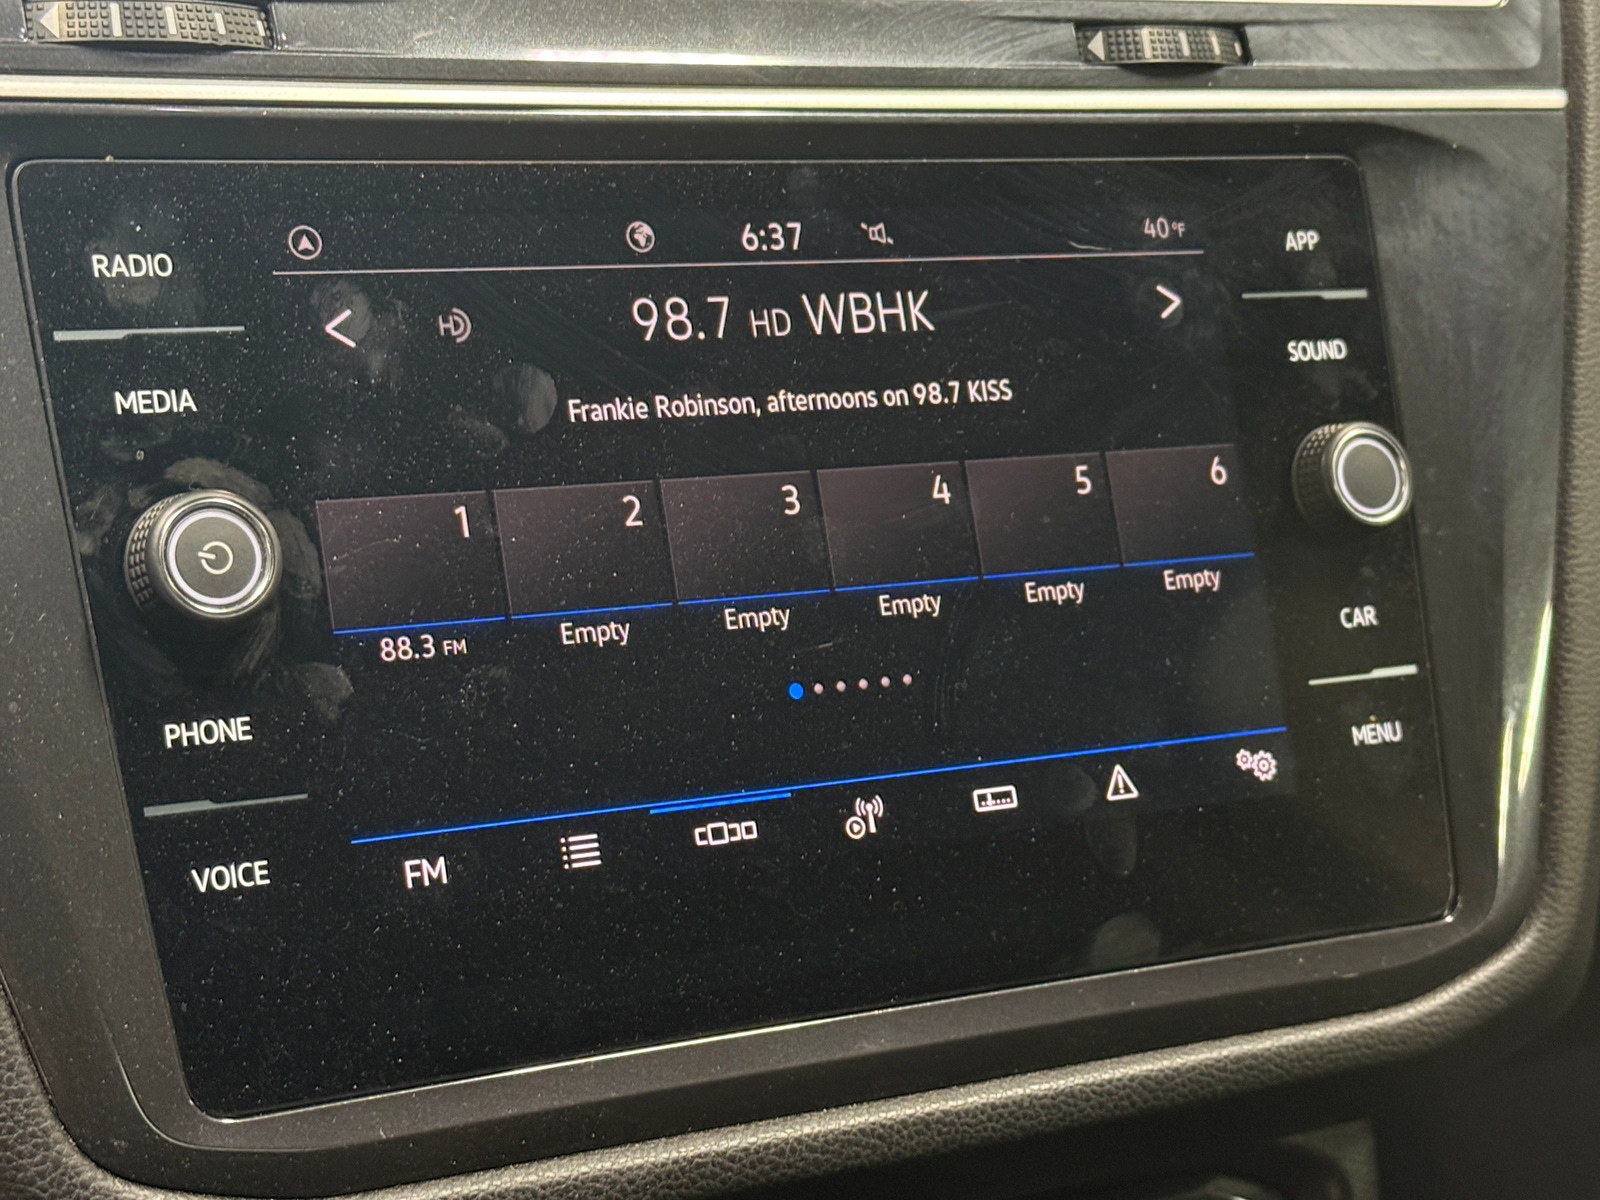 RADIO
MEDIA
PHONE
VOICE
6:37
40°F
98.7 HD WBHK
HD
Frankie Robinson, afternoons on 98.7 KISS
1
2
3
4
5
6
88.3 FM
Empty
Empty
Empty
Empty
Empty
FM
APP
SOUND
CAR
MENU